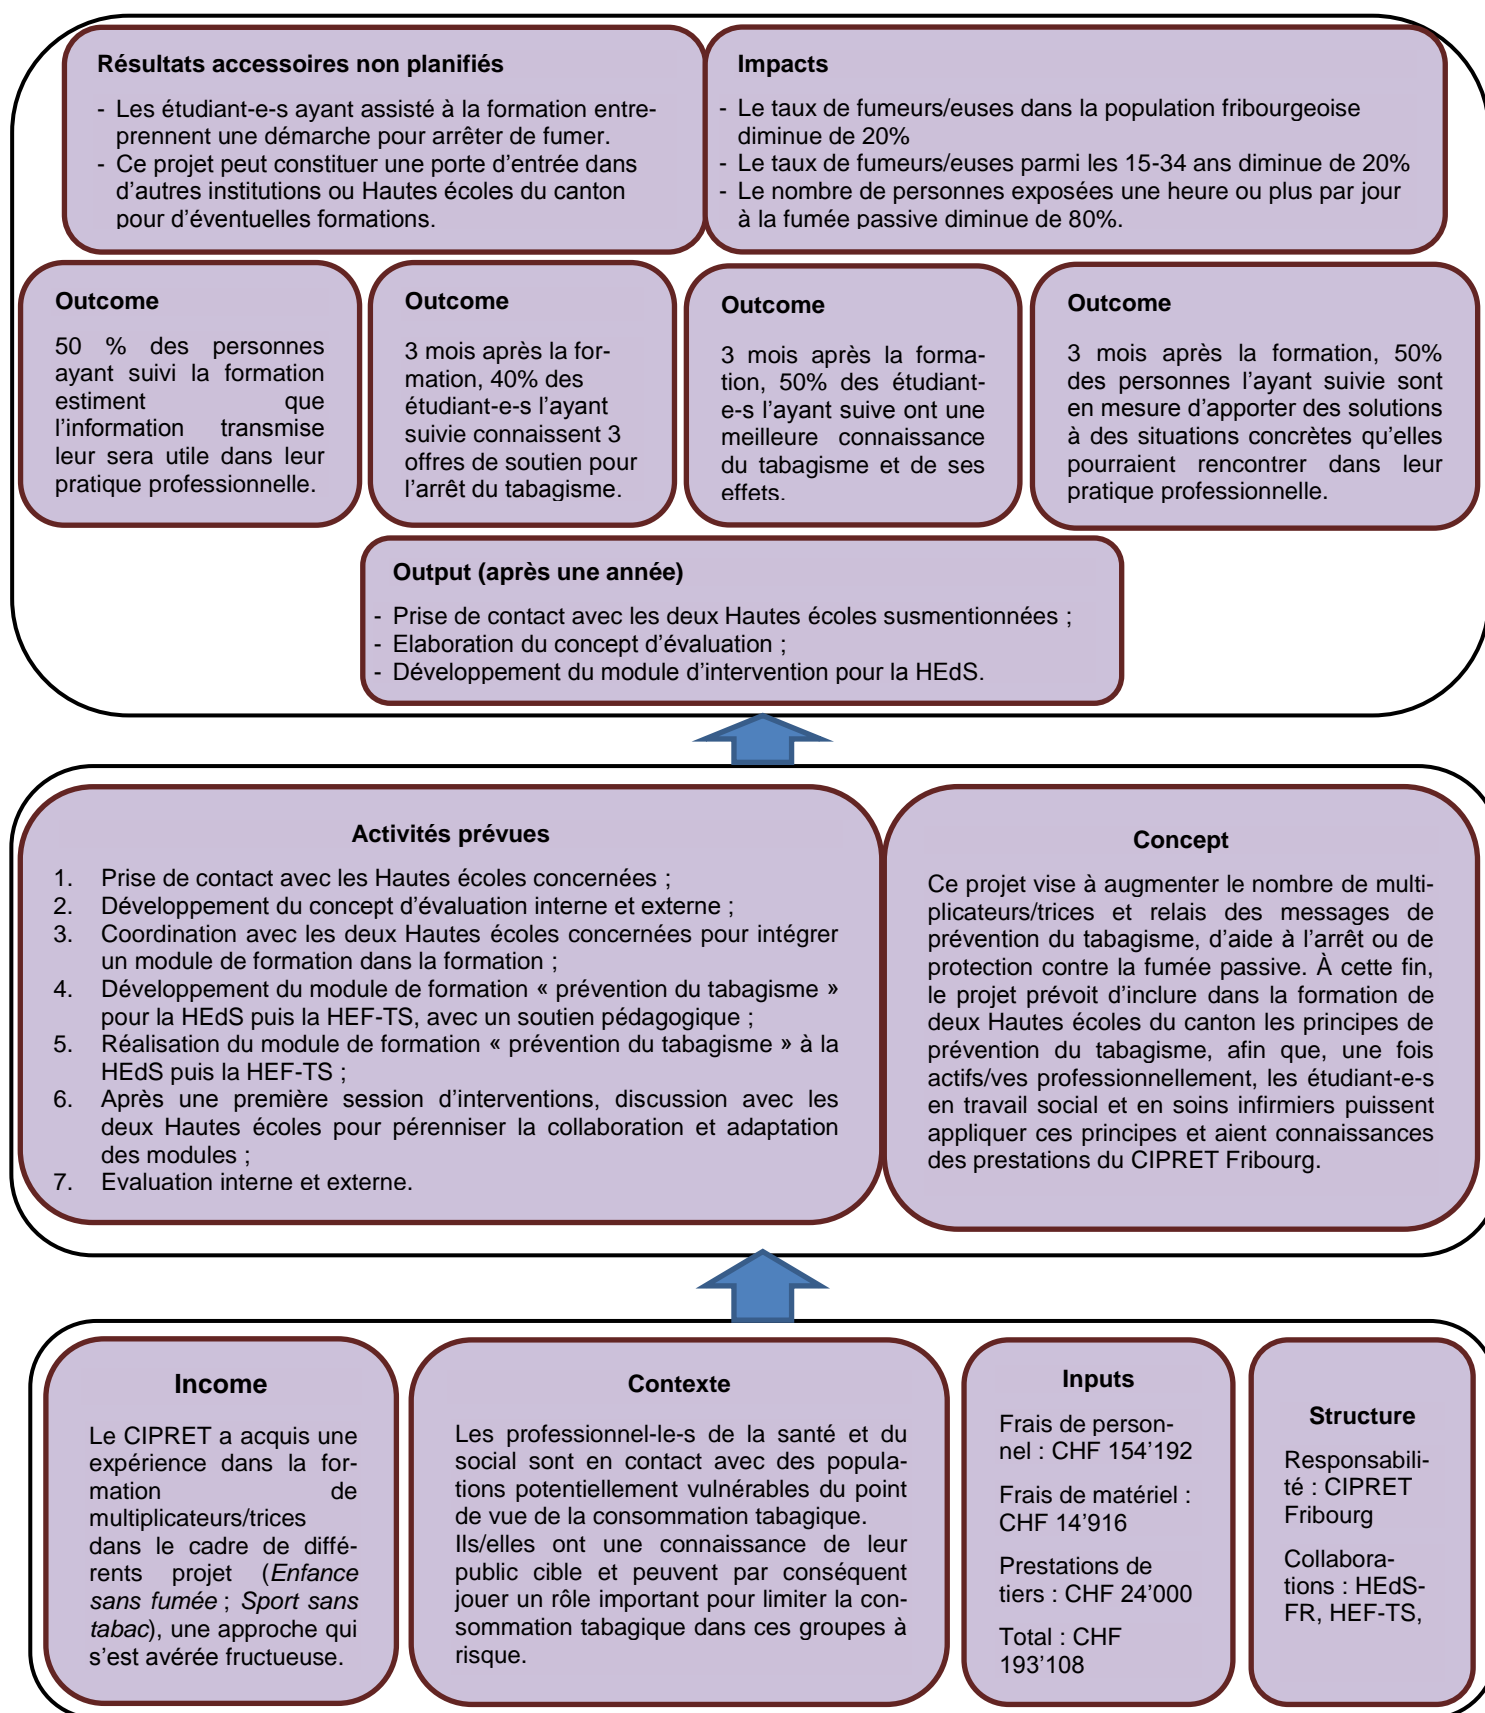 Résultats accessoires non planifiés
- Les étudiant-e-s ayant assisté à la formation entre-
prennent une démarche pour arrêter de fumer.
- Ce projet peut constituer une porte d'entrée dans
d'autres institutions ou Hautes écoles du canton
pour d'éventuelles formations.
Impacts
- Le taux de fumeurs/euses dans la population fribourgeoise
diminue de 20%
- Le taux de fumeurs/euses parmi les 15-34 ans diminue de 20%
- Le nombre de personnes exposées une heure ou plus par jour
à la fumée passive diminue de 80%.
Outcome
50 % des personnes
ayant suivi la formation
estiment que
l'information transmise
leur sera utile dans leur
pratique professionnelle.
Outcome
3 mois après la for-
mation, 40% des
étudiant-e-s l'ayant
suivie connaissent 3
offres de soutien pour
l'arrêt du tabagisme.
Outcome
3 mois après la forma-
tion, 50% des étudiant-
e-s l'ayant suive ont une
meilleure connaissance
du tabagisme et de ses
effets.
Outcome
3 mois après la formation, 50%
des personnes l'ayant suivie sont
en mesure d'apporter des solutions
à des situations concrètes qu'elles
pourraient rencontrer dans leur
pratique professionnelle.
Output (après une année)
- Prise de contact avec les deux Hautes écoles susmentionnées ;
- Elaboration du concept d'évaluation ;
- Développement du module d'intervention pour la HEdS.
Activités prévues
1. Prise de contact avec les Hautes écoles concernées ;
2. Développement du concept d'évaluation interne et externe ;
3. Coordination avec les deux Hautes écoles concernées pour intégrer
un module de formation dans la formation ;
4. Développement du module de formation « prévention du tabagisme »
pour la HEdS puis la HEF-TS, avec un soutien pédagogique ;
5. Réalisation du module de formation « prévention du tabagisme » à la
HEdS puis la HEF-TS ;
6. Après une première session d'interventions, discussion avec les
deux Hautes écoles pour pérenniser la collaboration et adaptation
des modules ;
7. Evaluation interne et externe.
Concept
Ce projet vise à augmenter le nombre de multi-
plicateurs/trices et relais des messages de
prévention du tabagisme, d'aide à l'arrêt ou de
protection contre la fumée passive. À cette fin,
le projet prévoit d'inclure dans la formation de
deux Hautes écoles du canton les principes de
prévention du tabagisme, afin que, une fois
actifs/ves professionnellement, les étudiant-e-s
en travail social et en soins infirmiers puissent
appliquer ces principes et aient connaissances
des prestations du CIPRET Fribourg.
Income
Le CIPRET a acquis une
expérience dans la for-
mation de
multiplicateurs/trices
dans le cadre de diffé-
rents projet (Enfance
sans fumée ; Sport sans
tabac), une approche qui
s'est avérée fructueuse.
Contexte
Les professionnel-le-s de la santé et du
social sont en contact avec des popula-
tions potentiellement vulnérables du point
de vue de la consommation tabagique.
Ils/elles ont une connaissance de leur
public cible et peuvent par conséquent
jouer un rôle important pour limiter la con-
sommation tabagique dans ces groupes à
risque.
Inputs
Frais de person-
nel : CHF 154'192
Frais de matériel :
CHF 14'916
Prestations de
tiers : CHF 24'000
Total : CHF
193'108
Structure
Responsabili-
té : CIPRET
Fribourg
Collabora-
tions : HEdS-
FR, HEF-TS,